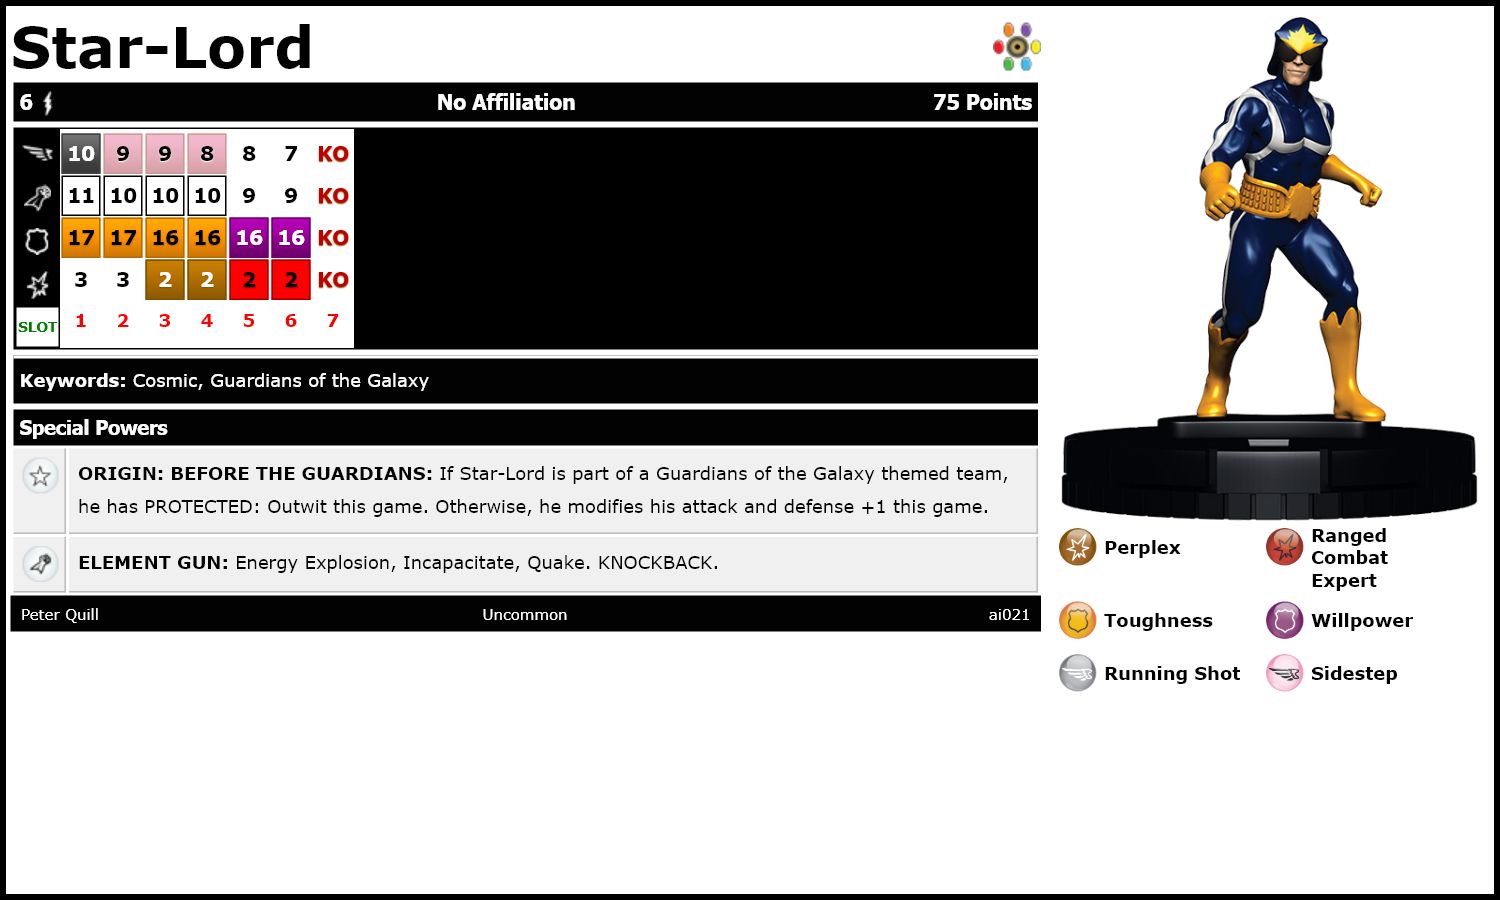 Star-Lord
6 No Affiliation 75 Points
10 9 9 8 8 7 KO
11 10 10 10 9 9 KO
17 17 16 16 16 16 KO
3 3 2 2 2 2 KO
SLOT 1 2 3 4 5 6 7
Keywords: Cosmic, Guardians of the Galaxy
Special Powers
ORIGIN: BEFORE THE GUARDIANS: If Star-Lord is part of a Guardians of the Galaxy themed team,
he has PROTECTED: Outwit this game. Otherwise, he modifies his attack and defense +1 this game.
ELEMENT GUN: Energy Explosion, Incapacitate, Quake. KNOCKBACK.
Peter Quill Uncommon ai021
Perplex
Ranged
Combat
Expert
Toughness
Willpower
Running Shot
Sidestep